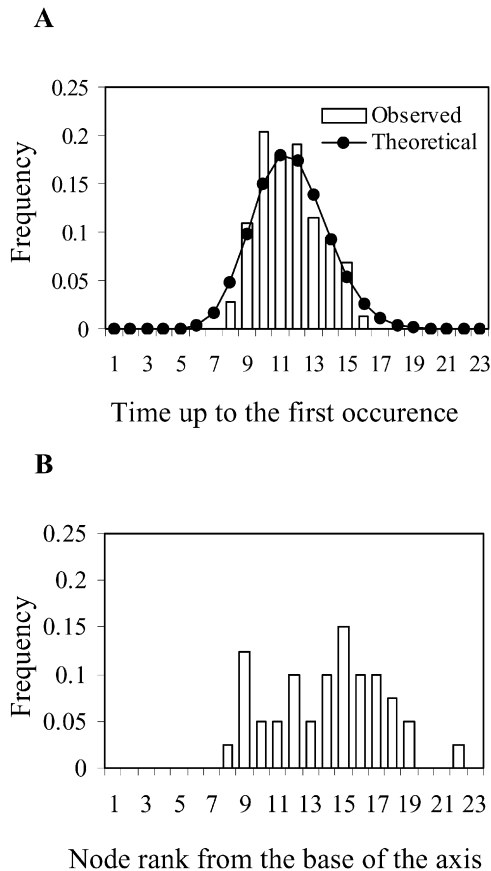 A
0.25
0.2
0.15
0.1
0.05
0
Frequency
Observed
Theoretical
1 3 5 7 9 11 13 15 17 19 21 23
Time up to the first occurence
B
0.25
0.2
0.15
0.1
0.05
0
Frequency
1 3 5 7 9 11 13 15 17 19 21 23
Node rank from the base of the axis